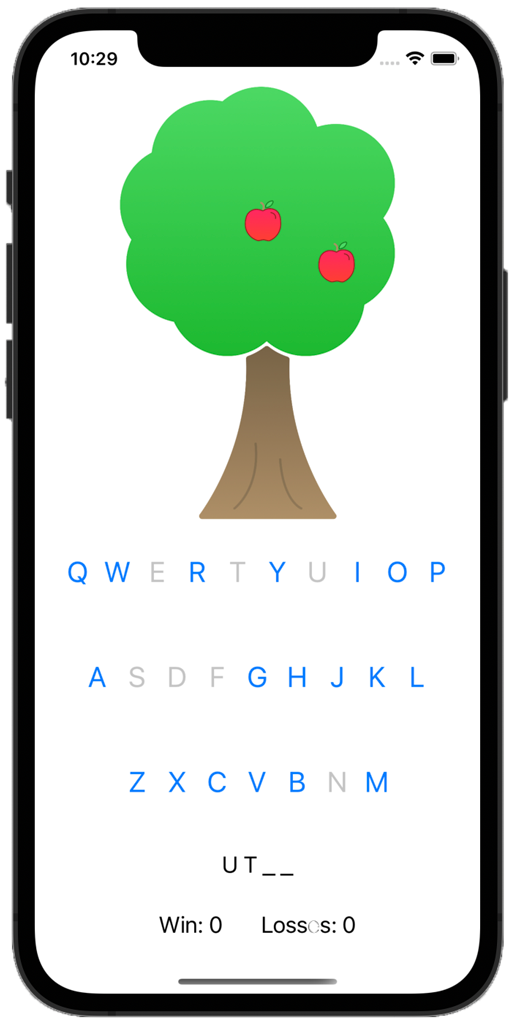 10:29
Q W E R T Y U I O P
A S D F G H J K L
Z X C V B N M
U T _ _
Win: 0 Losses: 0